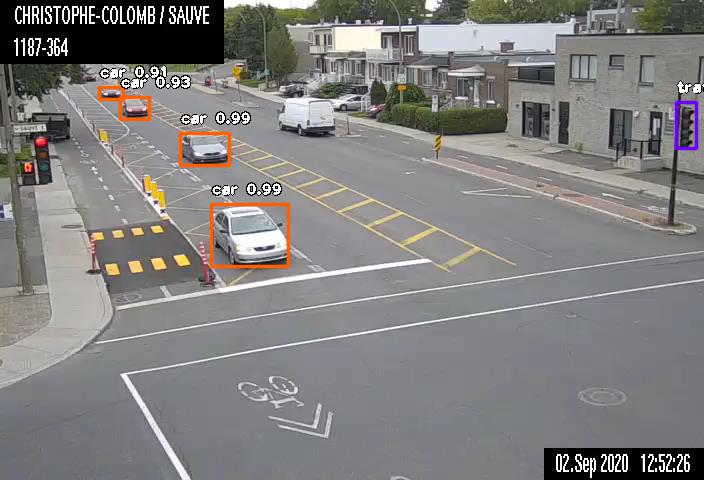 CHRISTOPHE-COLOMB / SAUVE
1187-364
car 0.91
car 0.93
car 0.99
car 0.99
SAUVE
02.Sep 2020 12:52:26